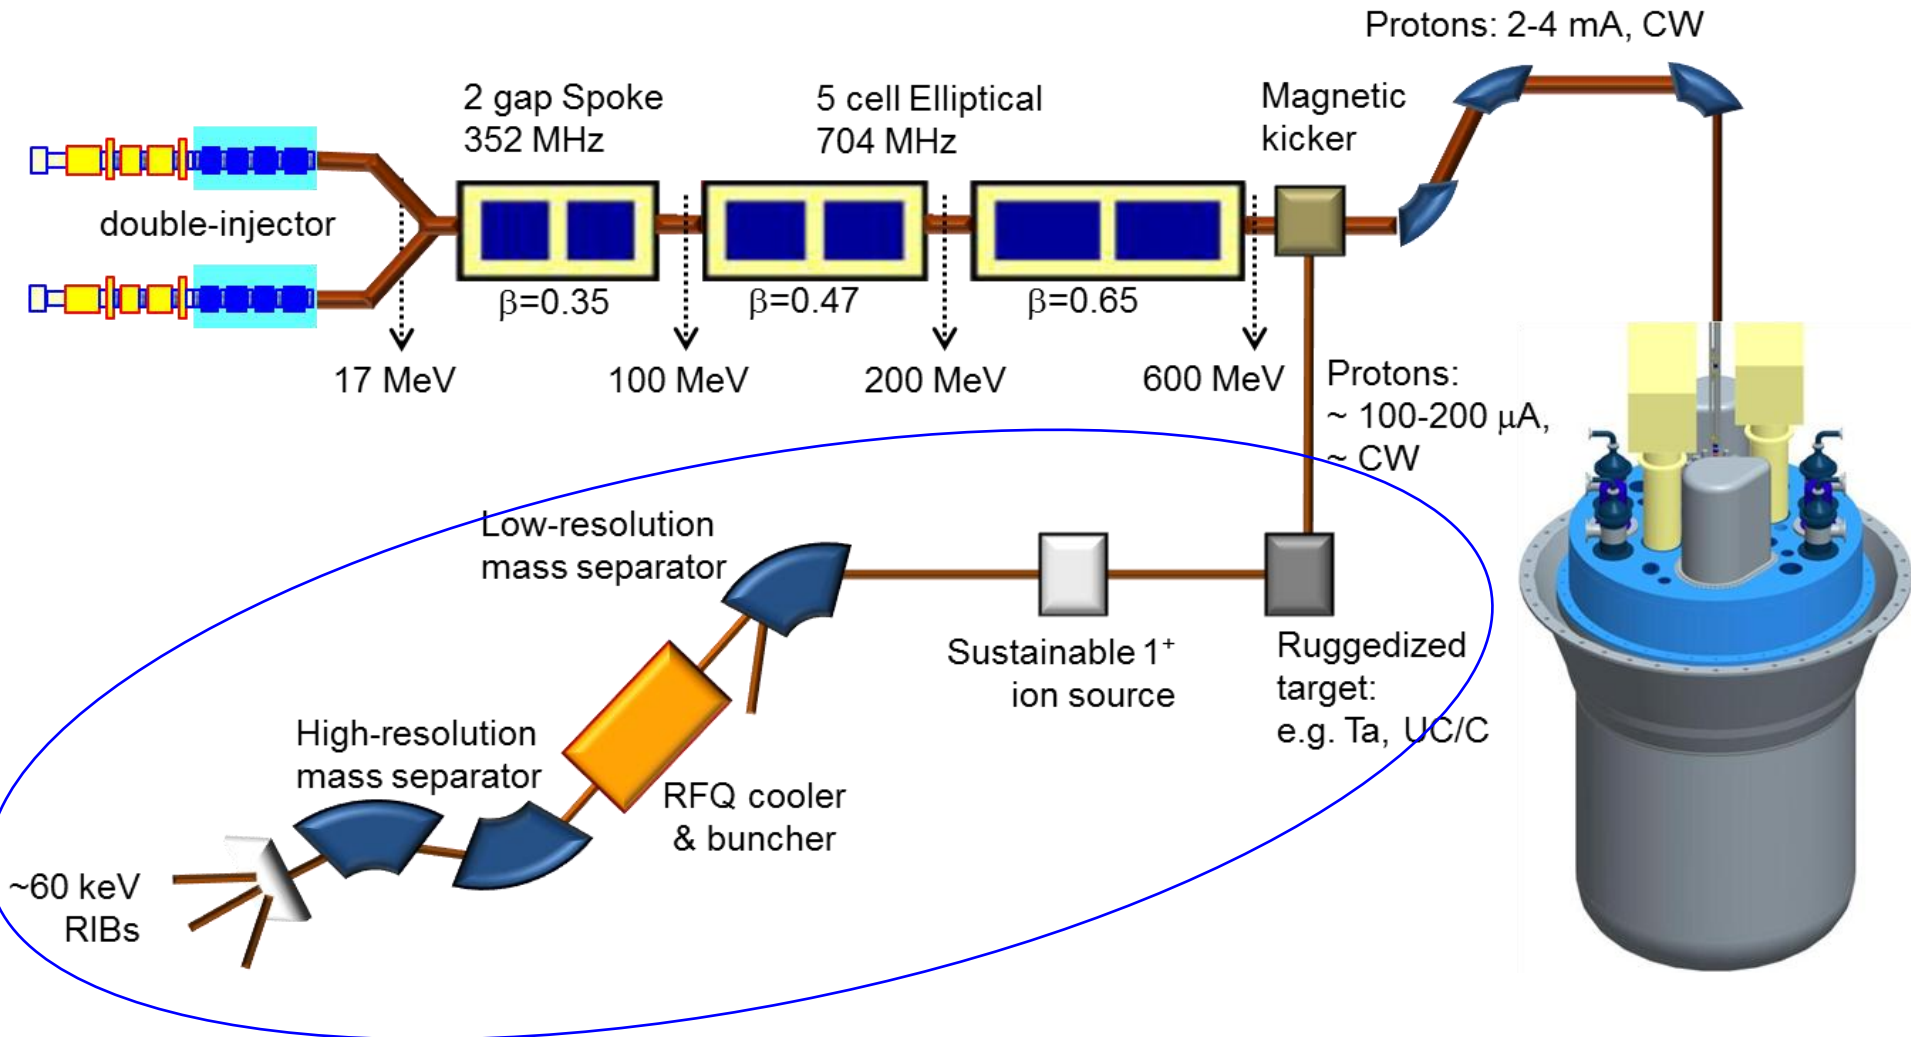 Protons: 2-4 mA, CW
2 gap Spoke
352 MHz
5 cell Elliptical
704 MHz
Magnetic
kicker
double-injector
β=0.35
β=0.47
β=0.65
17 MeV
100 MeV
200 MeV
600 MeV
Protons:
~ 100-200 μA,
~ CW
Low-resolution
mass separator
Sustainable 1⁺
ion source
Ruggedized
target:
e.g. Ta, UC/C
High-resolution
mass separator
RFQ cooler
& buncher
~60 keV
RIBs